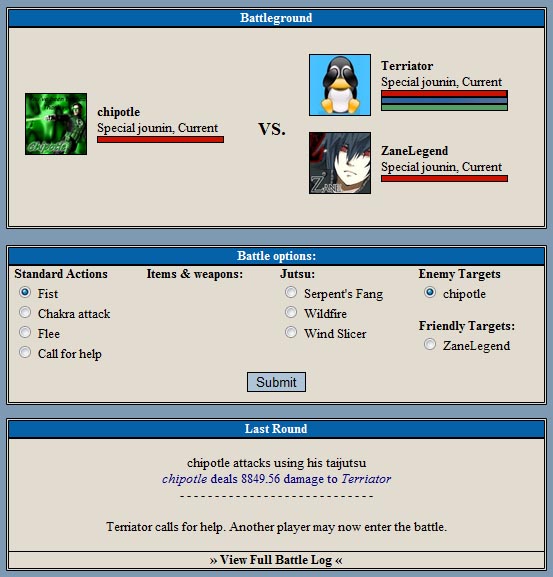 Battleground
chipotle
Special jounin, Current
VS.
Terriator
Special jounin, Current
ZaneLegend
Special jounin, Current
Chipotle
ZANE
Battle options:
Standard Actions
Fist
Chakra attack
Flee
Call for help
Items & weapons:
Jutsu:
Serpent's Fang
Wildfire
Wind Slicer
Enemy Targets
chipotle
Friendly Targets:
ZaneLegend
Submit
Last Round
chipotle attacks using his taijutsu
chipotle deals 8849.56 damage to Terriator
- - - - - - - - - - - - - - - - - - - - - - - - - - - -
Terriator calls for help. Another player may now enter the battle.
» View Full Battle Log «